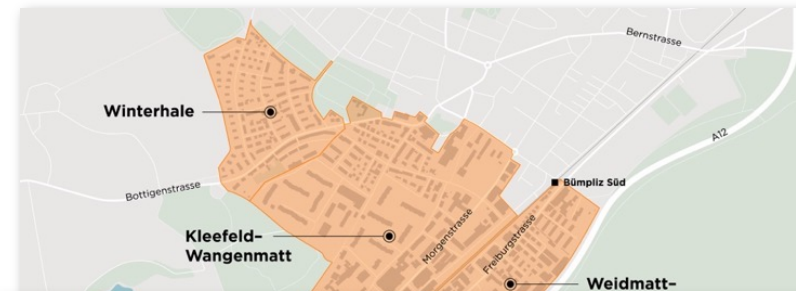 Bernstrasse
Winterhale
A12
Bümpliz Süd
Bottigenstrasse
Morgenstrasse
Freiburgstrasse
Kleefeld–
Wangenmatt
Weidmatt–